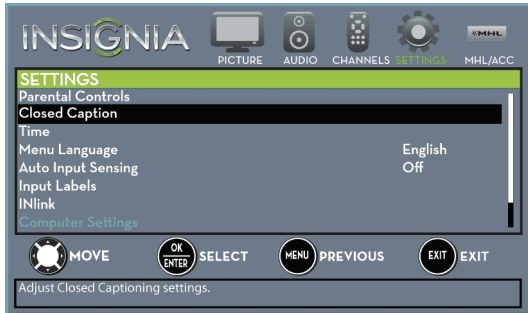 INSIGNIA
PICTURE AUDIO CHANNELS SETTINGS MHL/ACC
MHL
SETTINGS
Parental Controls
Closed Caption
Time
Menu Language English
Auto Input Sensing Off
Input Labels
INlink
Computer Settings
MOVE OK ENTER SELECT MENU PREVIOUS EXIT EXIT
Adjust Closed Captioning settings.